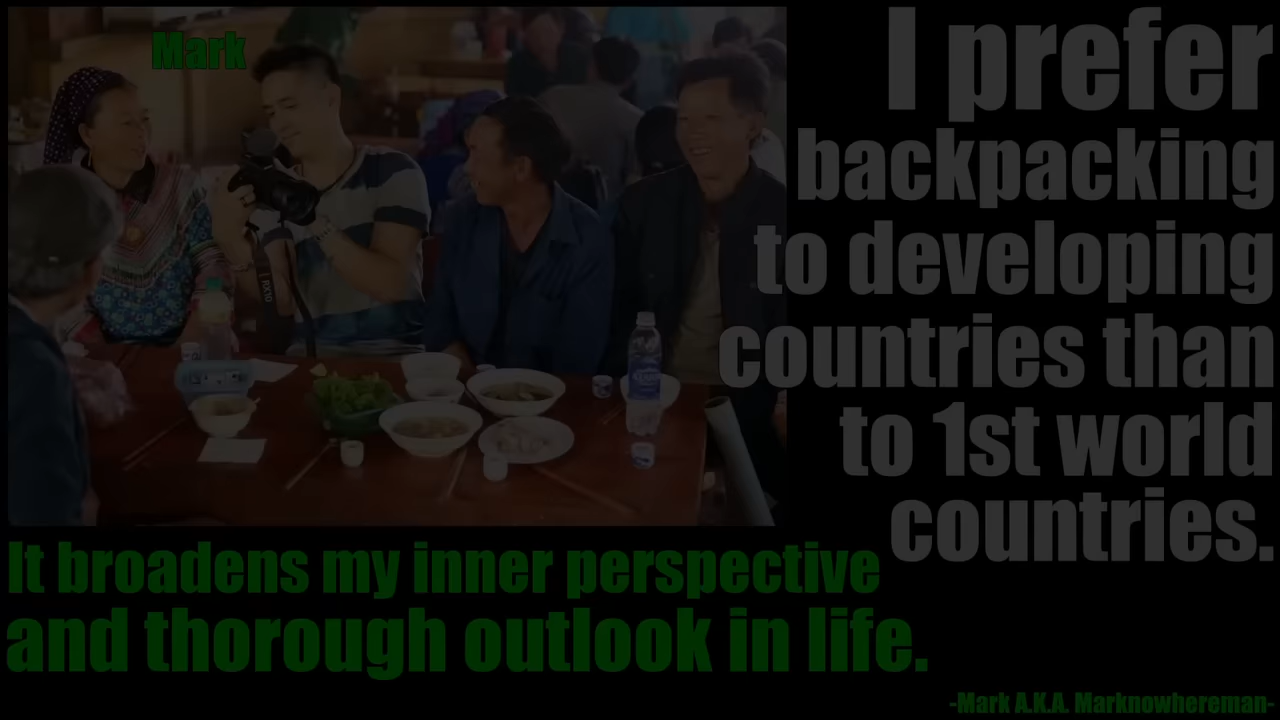 Mark
I prefer
backpacking
to developing
countries than
to 1st world
countries.
It broadens my inner perspective
and thorough outlook in life.
-Mark A.K.A. Marknowhereman-
RX10